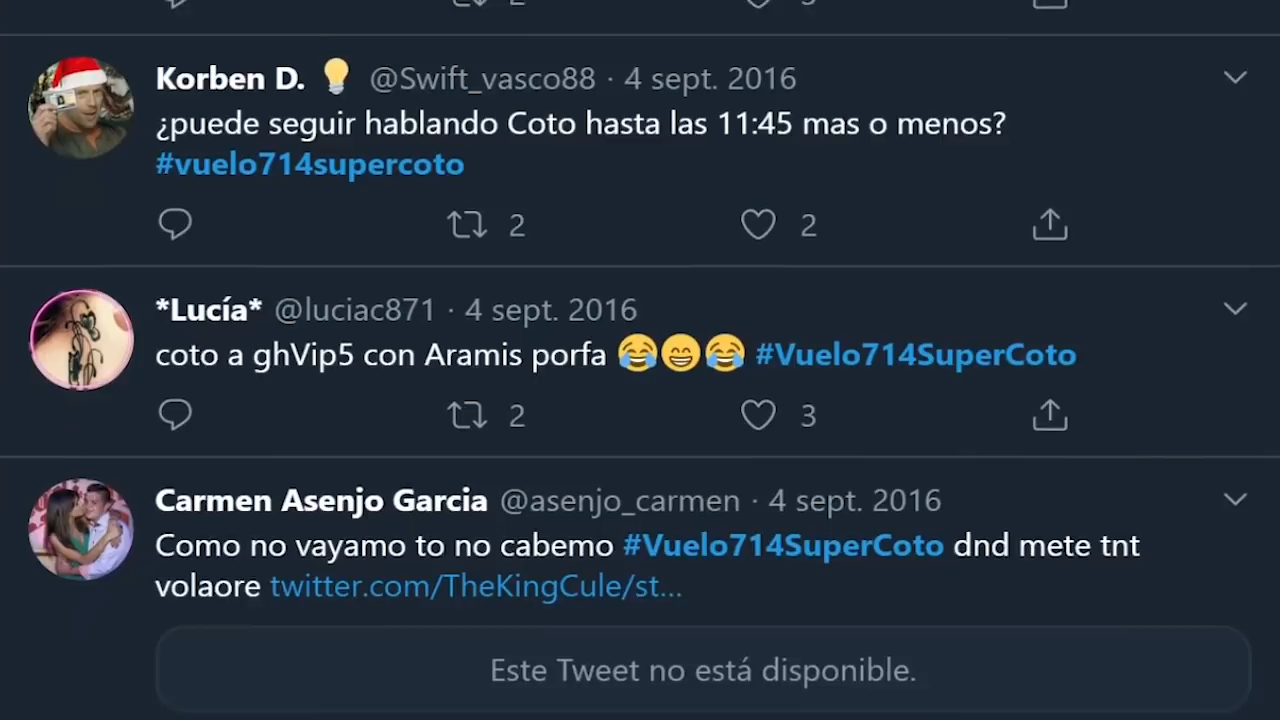 Korben D. 💡 @Swift_vasco88 · 4 sept. 2016
¿puede seguir hablando Coto hasta las 11:45 mas o menos?
#vuelo714supercoto
2 2
*Lucía* @luciac871 · 4 sept. 2016
coto a ghVip5 con Aramis porfa 😂😁😂 #Vuelo714SuperCoto
2 3
Carmen Asenjo Garcia @asenjo_carmen · 4 sept. 2016
Como no vayamo to no cabemo #Vuelo714SuperCoto dnd mete tnt
volaore twitter.com/TheKingCule/st...
Este Tweet no está disponible.